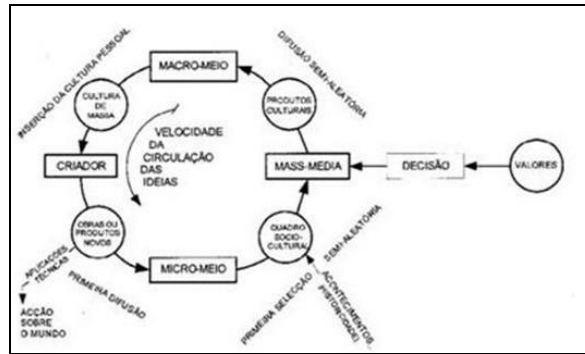 INSERÇÃO DA CULTURA PESSOAL
MACRO-MEIO
DIFUSÃO SEMI-ALEATÓRIA
CULTURA
DE
MASSA
PRODUTOS
CULTURAIS
VELOCIDADE
DA
CIRCULAÇÃO
DAS
IDEIAS
CRIADOR
MASS-MEDIA
DECISÃO
VALORES
OBRAS OU
PRODUTOS
NOVOS
QUADRO
SOCIO-
CULTURAL
SEMI-ALEATÓRIA
APLICAÇÕES
TÉCNICAS
PRIMEIRA DIFUSÃO
MICRO-MEIO
PRIMEIRA SELECÇÃO
ACONTECIMENTOS
(HISTORICIDADE)
ACÇÃO
SOBRE
O MUNDO